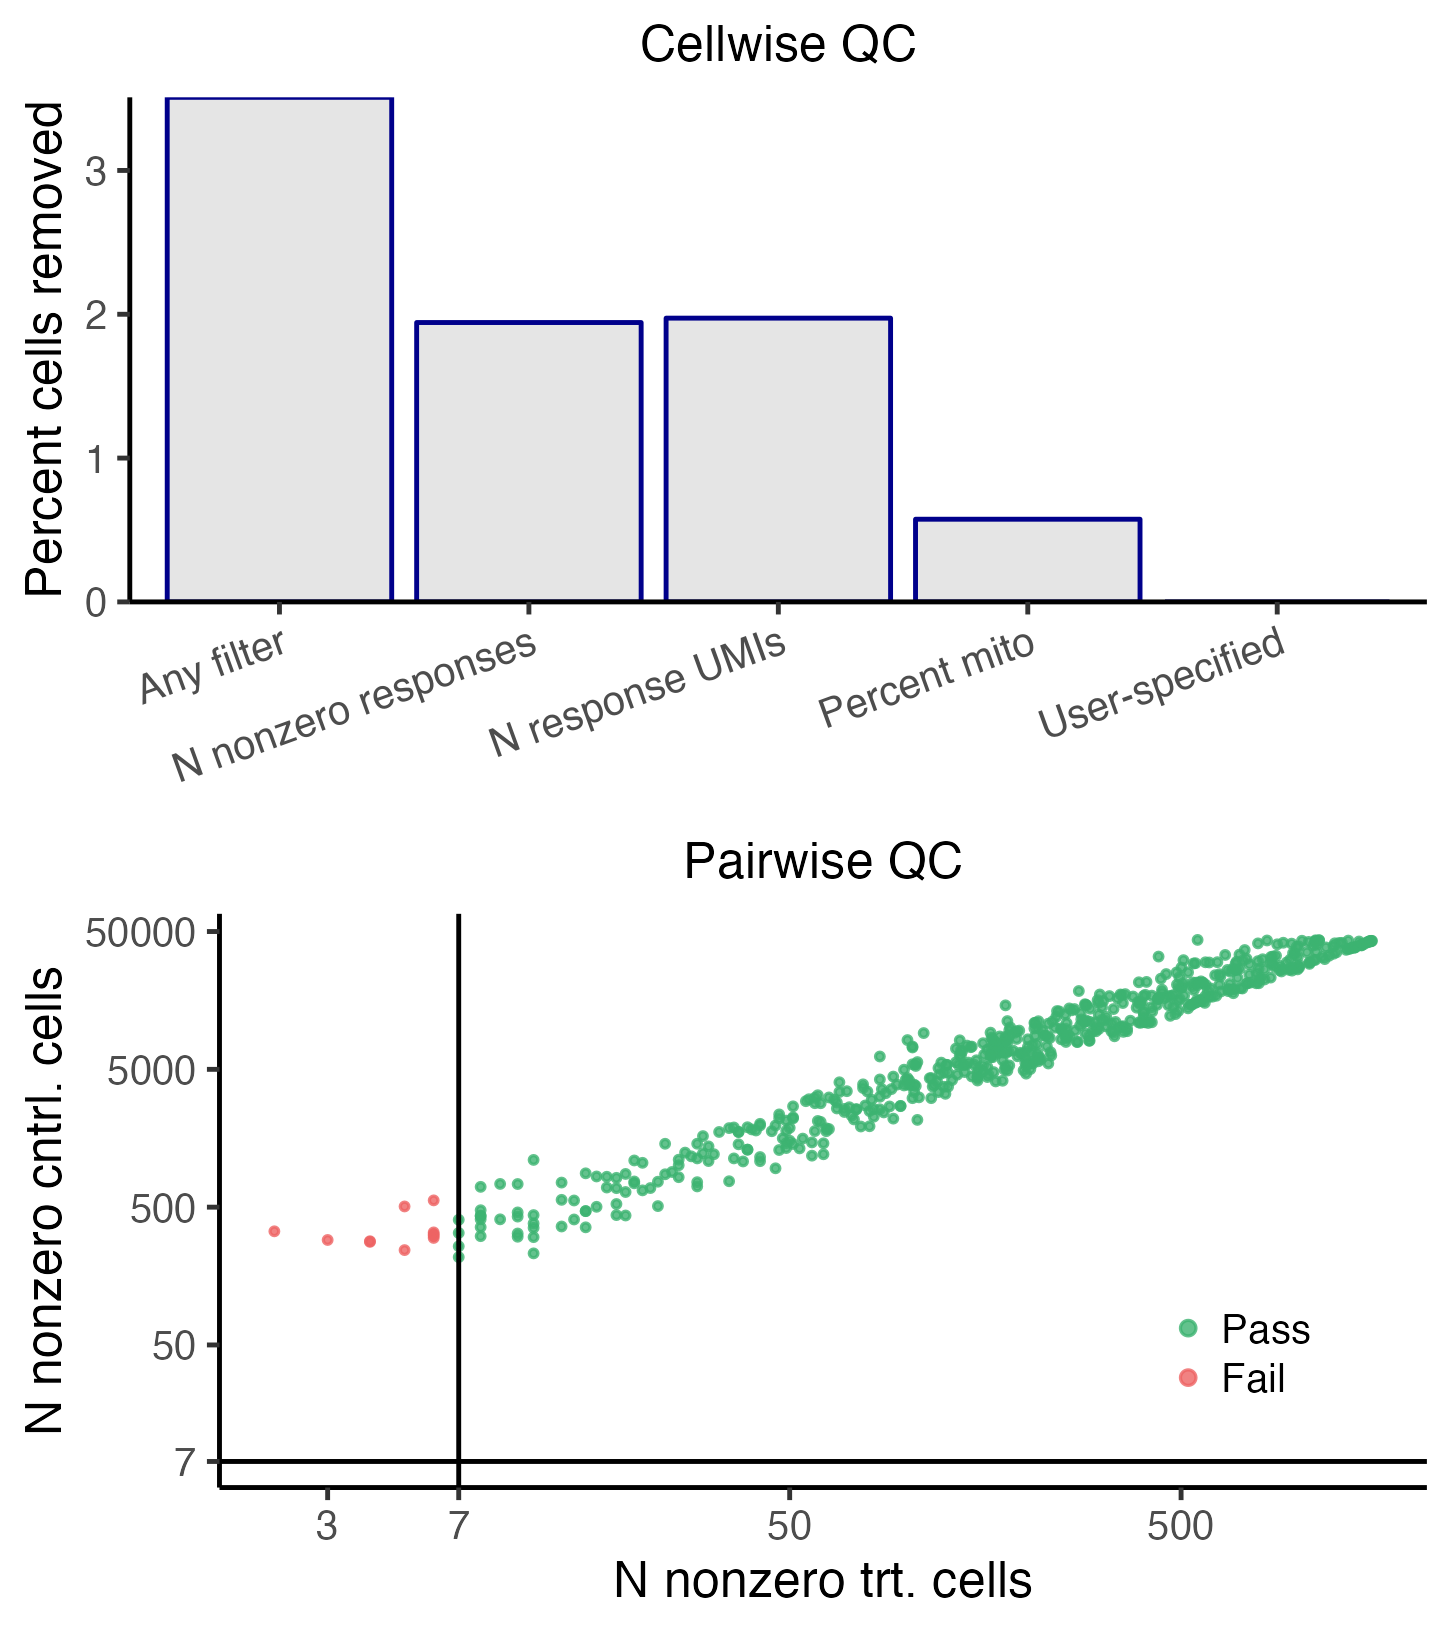 Cellwise QC
Percent cells removed
3
2
1
0
Any filter
N nonzero responses
N response UMIs
Percent mito
User-specified
Pairwise QC
N nonzero cntrl. cells
50000
5000
500
50
7
Pass
Fail
3
7
50
500
N nonzero trt. cells